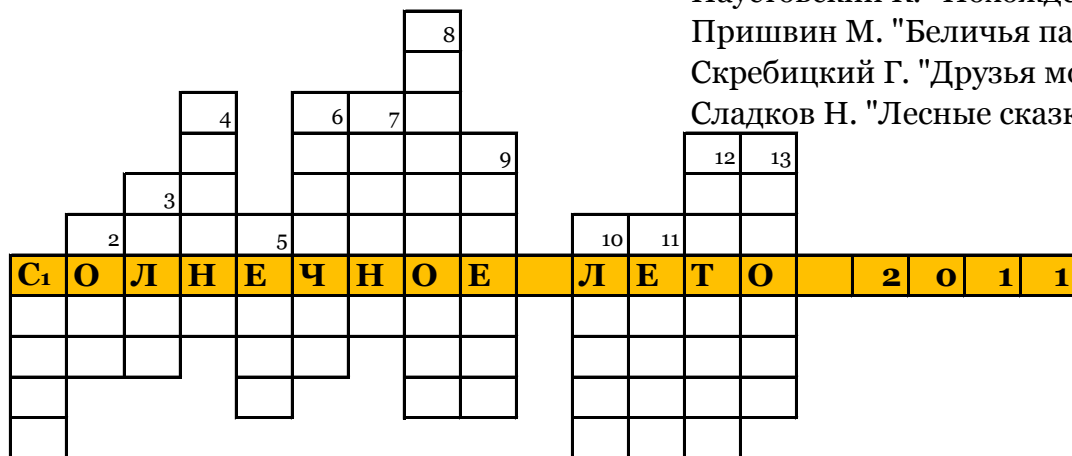 Пришвин М. "Беличья па
Скребицкий Г. "Друзья мо
Сладков Н. "Лесные сказк
8
4 6 7
9 12 13
3
2 5 10 11
С1 О Л Н Е Ч Н О Е Л Е Т О 2 0 1 1